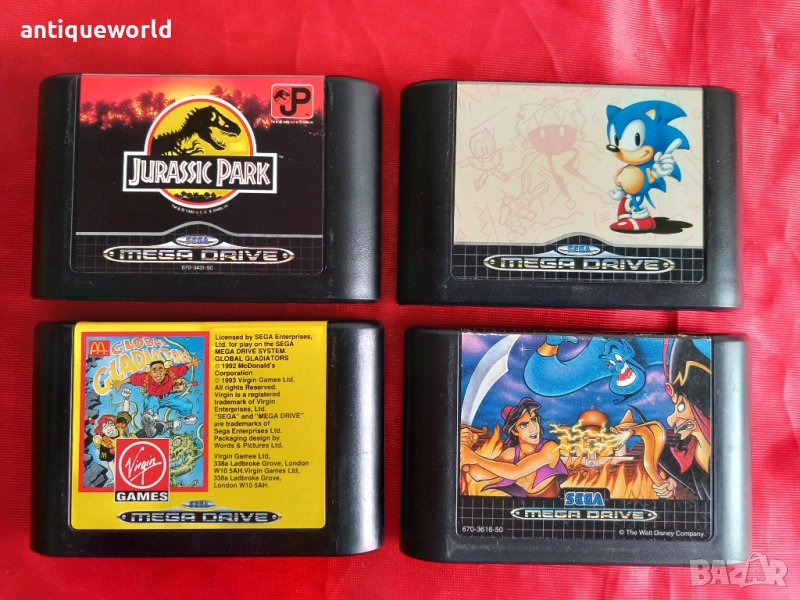 antiqueworld
JP
JURASSIC PARK
SEGA
MEGA DRIVE
670-3431-50
SEGA
MEGA DRIVE
GLOBAL
GLADIATORS
Virgin
GAMES
Licensed by SEGA Enterprises,
Ltd. for play on the SEGA
MEGA DRIVE SYSTEM.
GLOBAL GLADIATORS
© 1992 McDonald's
Corporation
© 1993 Virgin Games Ltd.
All rights Reserved.
Virgin is a registered
trademark of Virgin
Enterprises, Ltd.
"SEGA" and "MEGA DRIVE"
are trademarks of
Sega Enterprises Ltd.
Packaging design by
Words & Pictures Ltd.
Virgin Games Ltd,
338a Ladbroke Grove, London
W10 5AH.Virgin Games Ltd,
338a Ladbroke Grove,
London W10 5AH.
SEGA
MEGA DRIVE
SEGA
MEGA DRIVE
670-3616-50
© The Walt Disney Company.
BAZAR